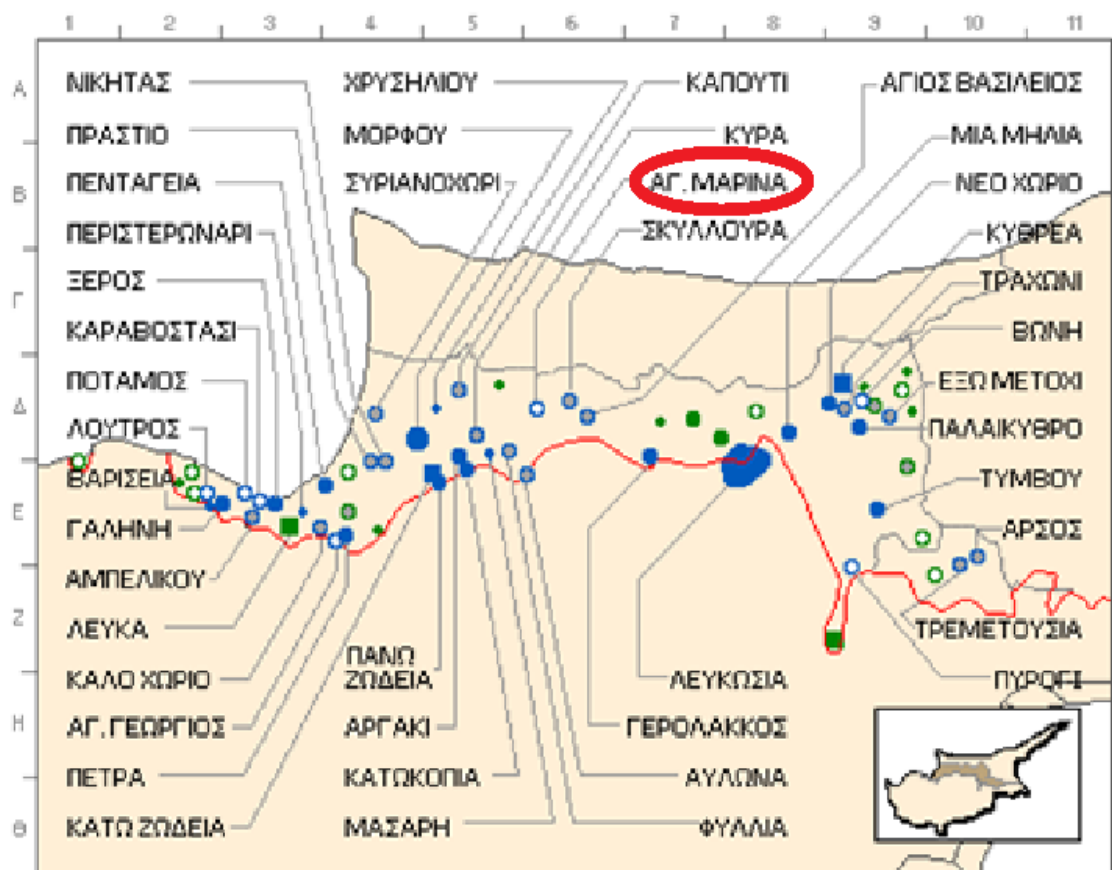 1 2 3 4 5 6 7 8 9 10 11
Α
Β
Γ
Δ
Ε
Ζ
Η
Θ
ΝΙΚΗΤΑΣ
ΠΡΑΣΤΙΟ
ΠΕΝΤΑΓΕΙΑ
ΠΕΡΙΣΤΕΡΩΝΑΡΙ
ΞΕΡΟΣ
ΚΑΡΑΒΟΣΤΑΣΙ
ΠΟΤΑΜΟΣ
ΛΟΥΤΡΟΣ
ΒΑΡΙΣΕΙΑ
ΓΑΛΗΝΗ
ΑΜΠΕΛΙΚΟΥ
ΛΕΥΚΑ
ΚΑΛΟ ΧΩΡΙΟ
ΑΓ. ΓΕΩΡΓΙΟΣ
ΠΕΤΡΑ
ΚΑΤΩ ΖΩΔΕΙΑ
ΧΡΥΣΗΛΙΟΥ
ΜΟΡΦΟΥ
ΣΥΡΙΑΝΟΧΩΡΙ
ΠΑΝΩ
ΖΩΔΕΙΑ
ΑΡΓΑΚΙ
ΚΑΤΩΚΟΠΙΑ
ΜΑΣΑΡΗ
ΚΑΠΟΥΤΙ
ΚΥΡΑ
ΑΓ. ΜΑΡΙΝΑ
ΣΚΥΛΛΟΥΡΑ
ΛΕΥΚΩΣΙΑ
ΓΕΡΟΛΑΚΚΟΣ
ΑΥΛΩΝΑ
ΦΥΛΛΙΑ
ΑΓΙΟΣ ΒΑΣΙΛΕΙΟΣ
ΜΙΑ ΜΗΛΙΑ
ΝΕΟ ΧΩΡΙΟ
ΚΥΘΡΕΑ
ΤΡΑΧΩΝΙ
ΒΩΝΗ
ΕΞΩ ΜΕΤΟΧΙ
ΠΑΛΑΙΚΥΘΡΟ
ΤΥΜΒΟΥ
ΑΡΣΟΣ
ΤΡΕΜΕΤΟΥΣΙΑ
ΠΥΡΟΓΙ